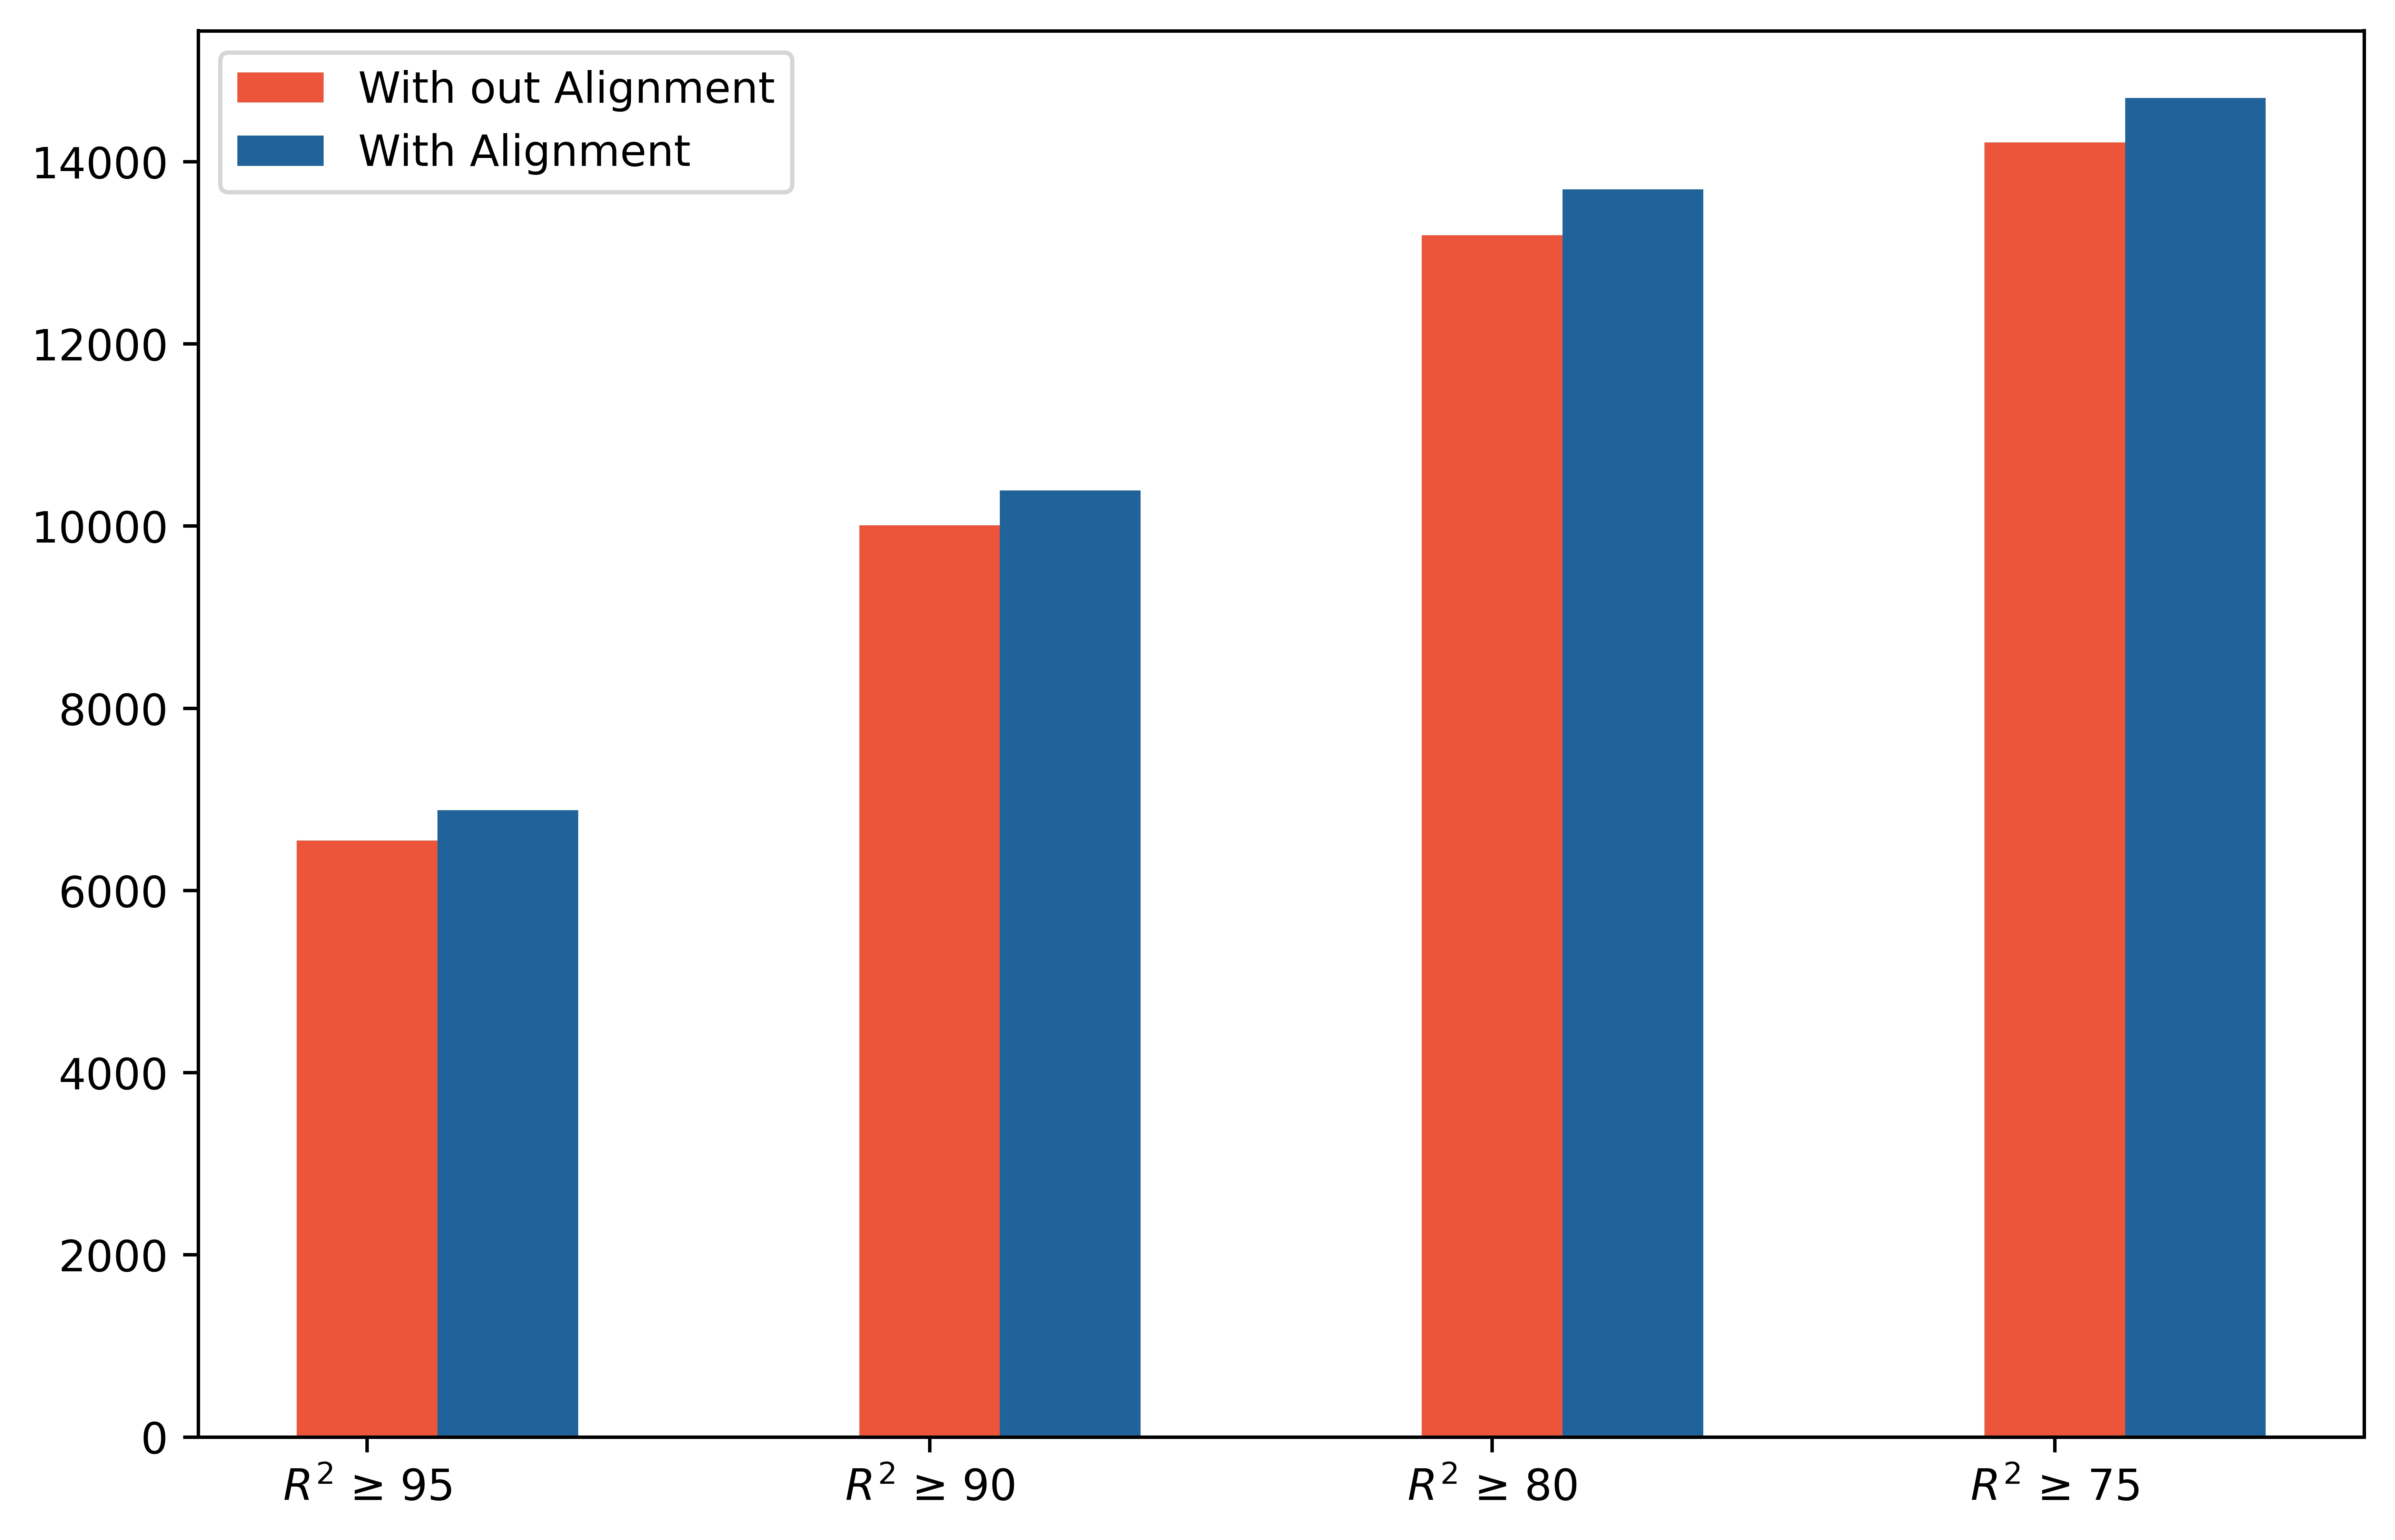 With out Alignment
With Alignment
14000
12000
10000
8000
6000
4000
2000
0
R² ≥ 95 R² ≥ 90 R² ≥ 80 R² ≥ 75